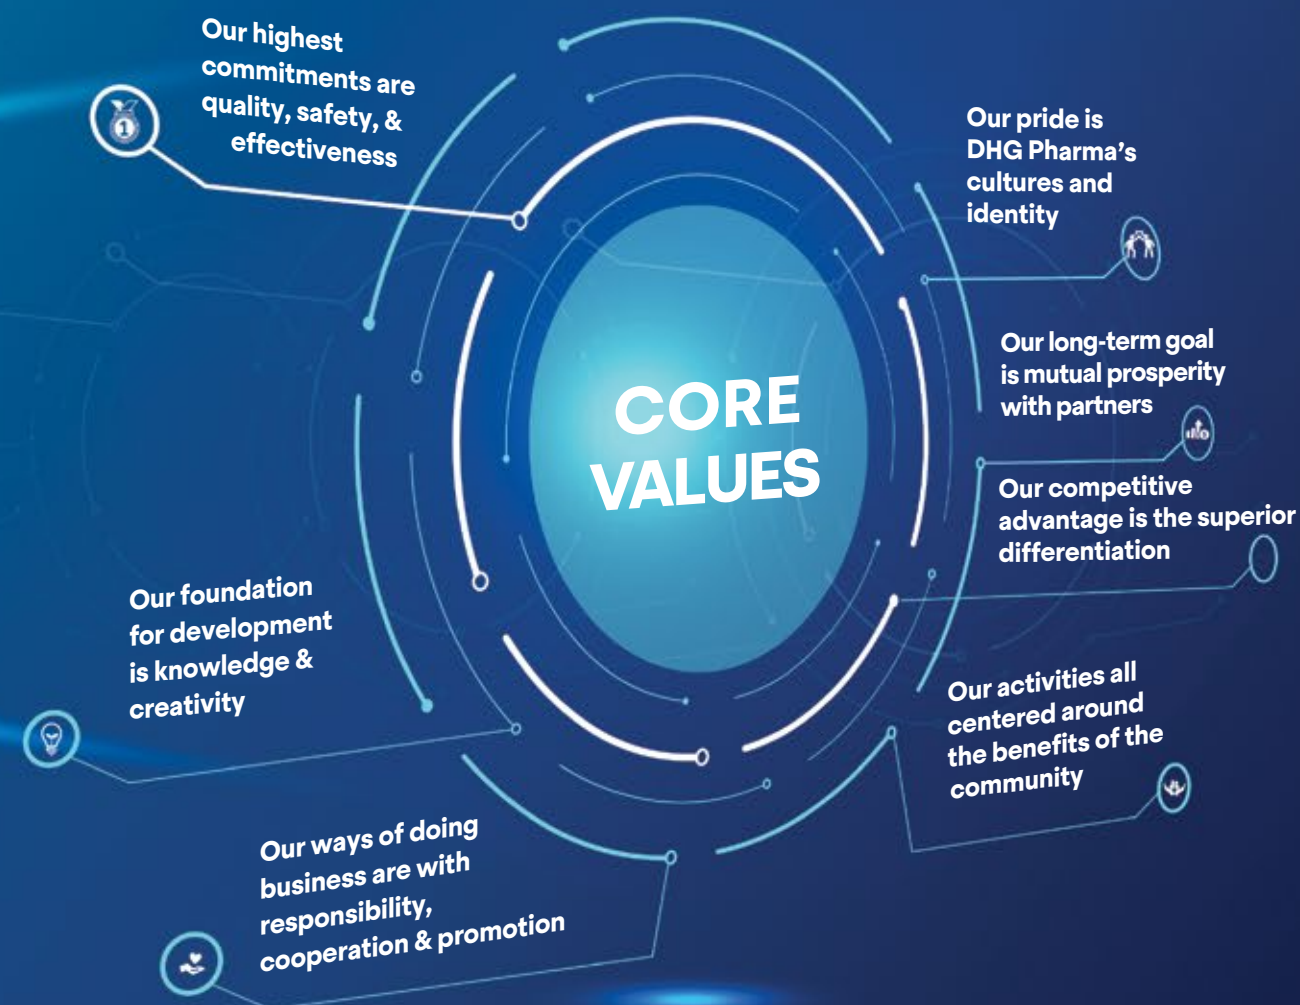 Our highest
commitments are
quality, safety, &
effectiveness
1
Our pride is
DHG Pharma's
cultures and
identity
Our long-term goal
is mutual prosperity
with partners
CORE
VALUES
Our competitive
advantage is the superior
differentiation
Our foundation
for development
is knowledge &
creativity
Our activities all
centered around
the benefits of the
community
Our ways of doing
business are with
responsibility,
cooperation & promotion